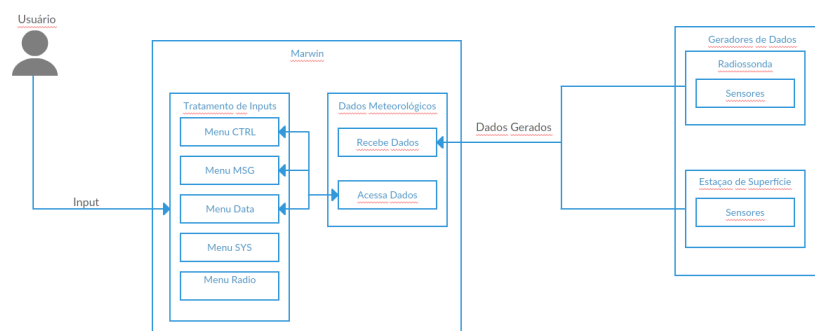 Usuário
Marwin
Geradores de Dados
Radiossonda
Sensores
Tratamento de Inputs
Dados Meteorológicos
Menu CTRL
Recebe Dados
Dados Gerados
Menu MSG
Estaçao de Superfície
Acessa Dados
Input
Menu Data
Sensores
Menu SYS
Menu Radio